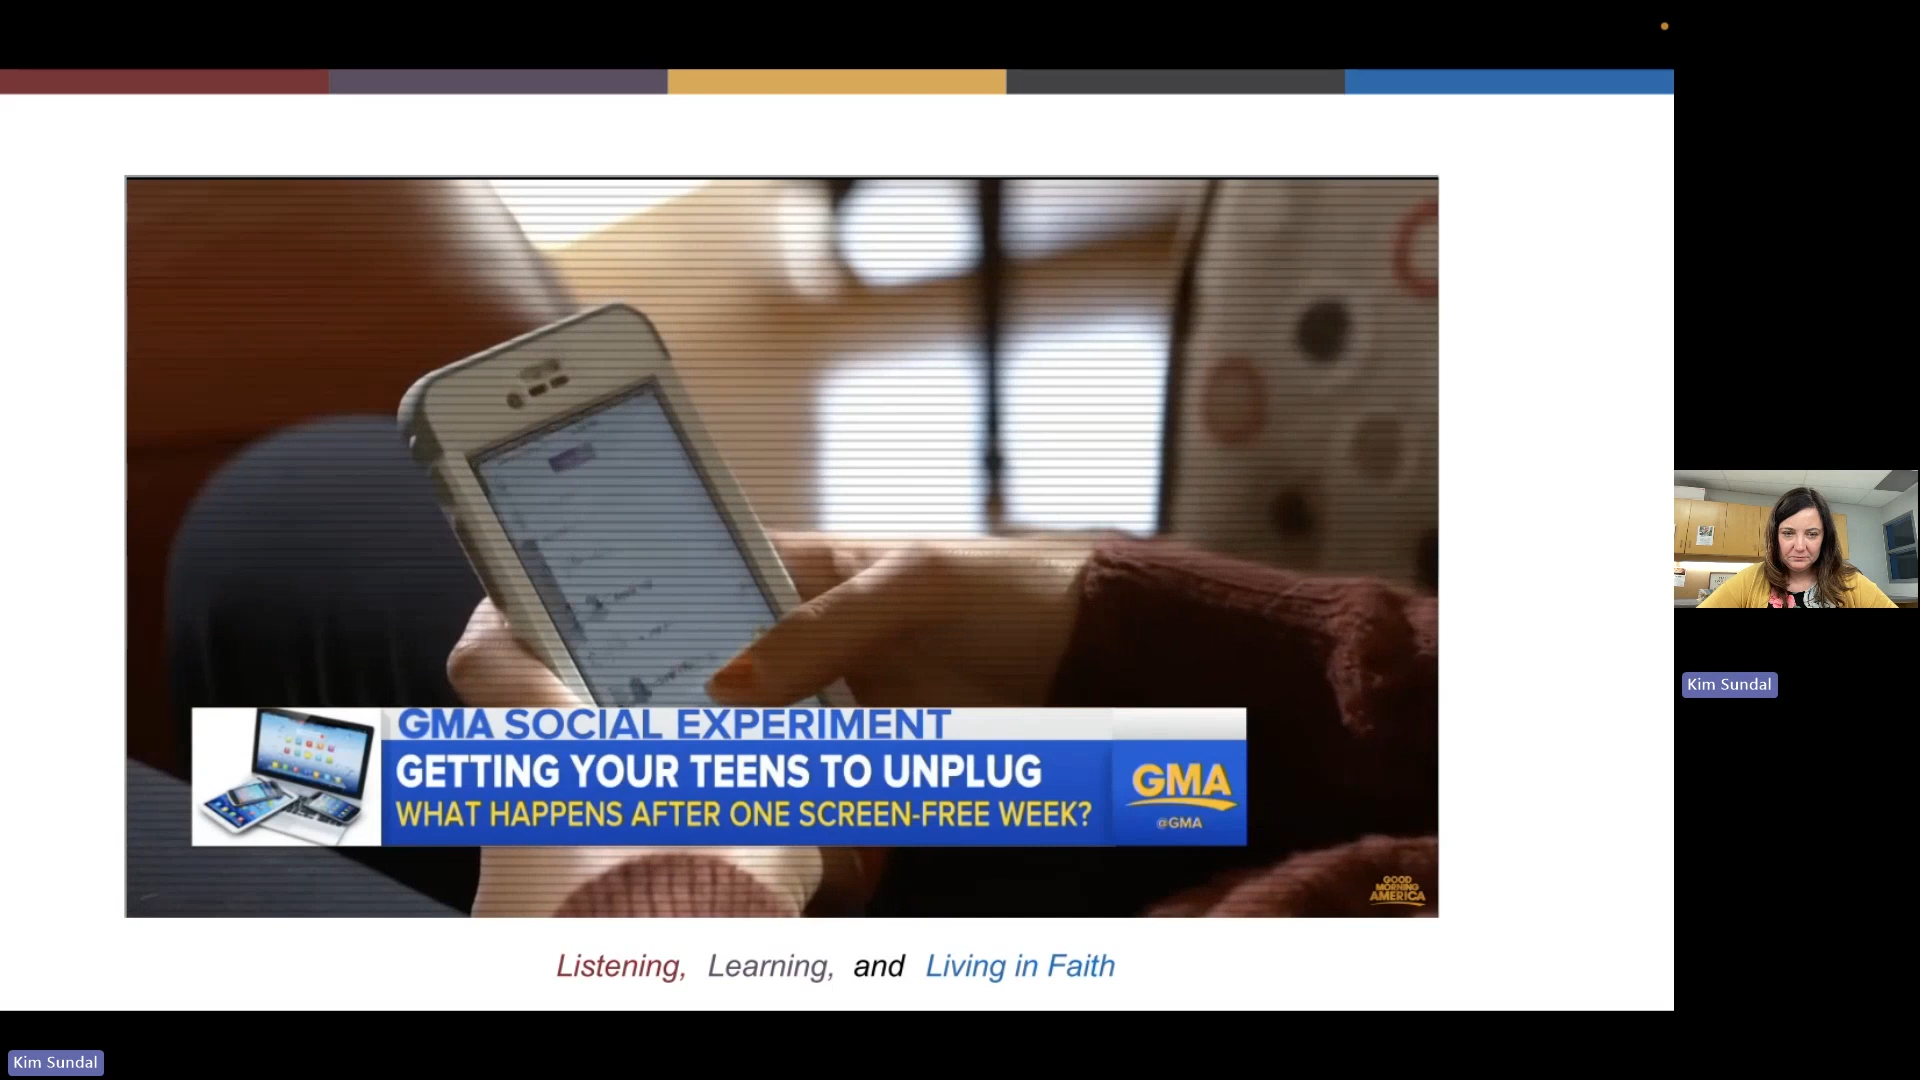 GMA SOCIAL EXPERIMENT
GETTING YOUR TEENS TO UNPLUG
WHAT HAPPENS AFTER ONE SCREEN-FREE WEEK?
GMA
@GMA
GOOD
MORNING
AMERICA
Listening, Learning, and Living in Faith
Kim Sundal
Kim Sundal